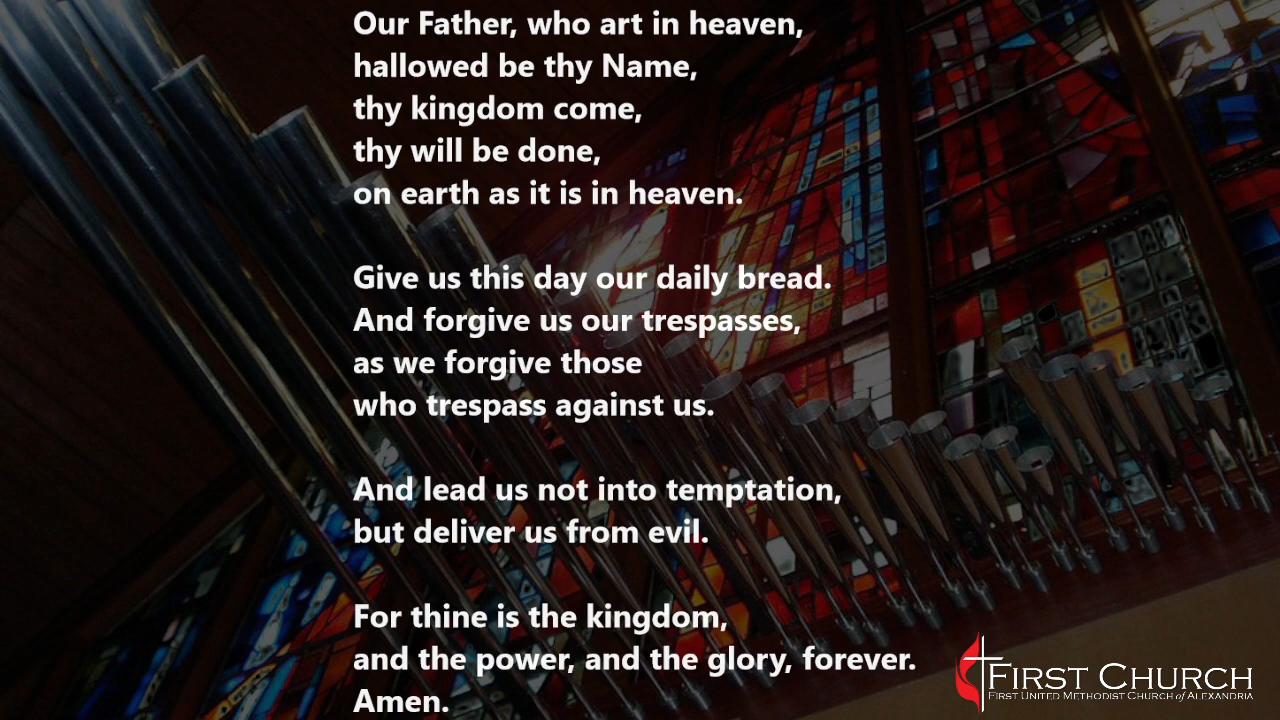 Our Father, who art in heaven,
hallowed be thy Name,
thy kingdom come,
thy will be done,
on earth as it is in heaven.
Give us this day our daily bread.
And forgive us our trespasses,
as we forgive those
who trespass against us.
And lead us not into temptation,
but deliver us from evil.
For thine is the kingdom,
and the power, and the glory, forever.
Amen.
FIRST CHURCH
FIRST UNITED METHODIST CHURCH of ALEXANDRIA